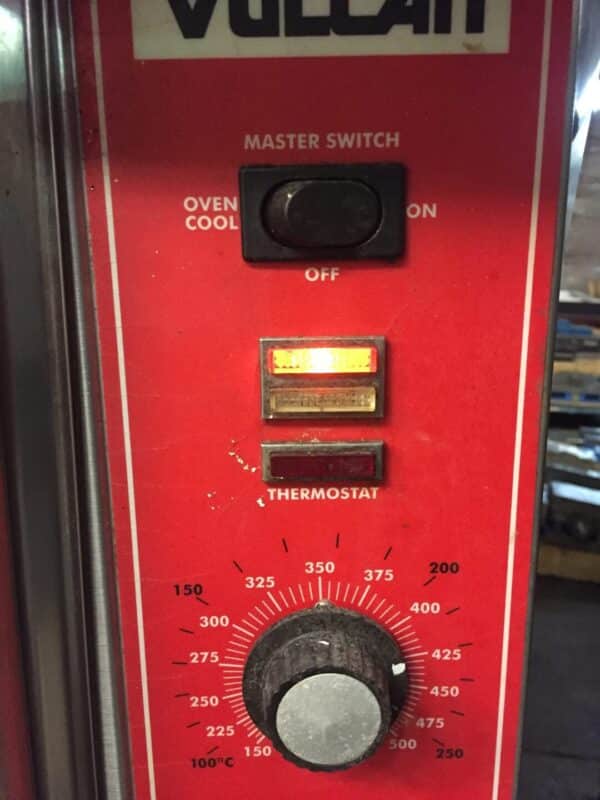 VULCAN
MASTER SWITCH
OVEN
COOL
ON
OFF
THERMOSTAT
350
325
375
150
200
300
400
275
425
250
450
225
475
150
500
100°C
250